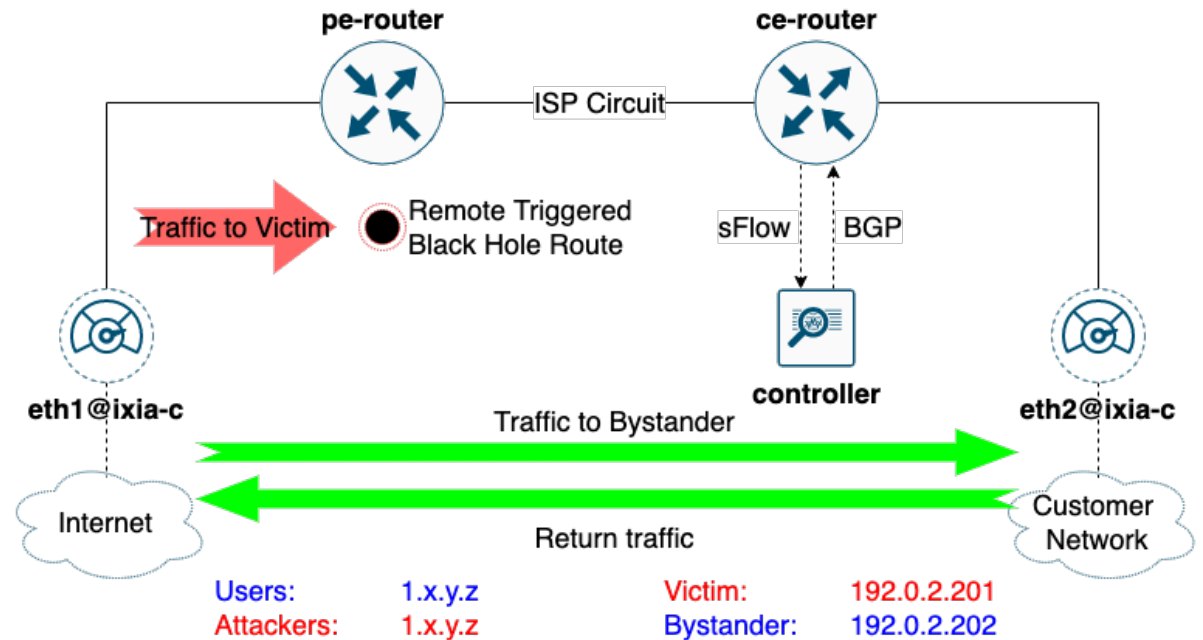 pe-router
ce-router
ISP Circuit
Traffic to Victim
Remote Triggered
Black Hole Route
sFlow
BGP
controller
eth1@ixia-c
eth2@ixia-c
Traffic to Bystander
Internet
Customer
Network
Return traffic
Users: 1.x.y.z
Victim: 192.0.2.201
Attackers: 1.x.y.z
Bystander: 192.0.2.202